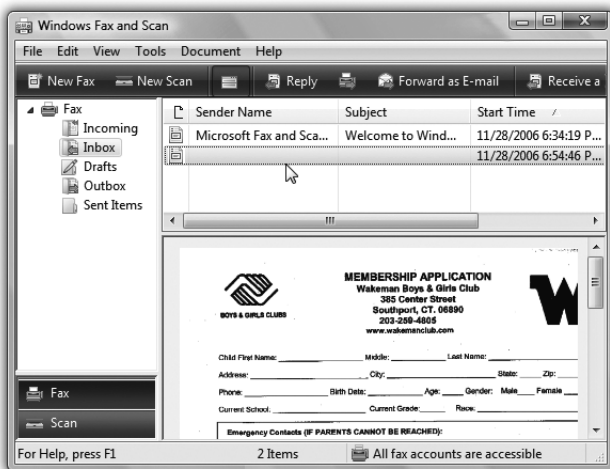 Windows Fax and Scan
File Edit View Tools Document Help
New Fax New Scan Reply Forward as E-mail Receive a
Fax
Incoming
Inbox
Drafts
Outbox
Sent Items
Sender Name Subject Start Time
Microsoft Fax and Sca... Welcome to Wind... 11/28/2006 6:34:19 P...
11/28/2006 6:54:46 P...
BOYS & GIRLS CLUBS
MEMBERSHIP APPLICATION
Wakeman Boys & Girls Club
385 Center Street
Southport, CT. 06890
203-259-4805
www.wakemanclub.com
W
Child First Name: Middle: Last Name:
Address: City: State: Zip:
Phone: Birth Date: Age: Gender: Male Female
Current School: Current Grade: Race:
Emergency Contacts (IF PARENTS CANNOT BE REACHED):
Fax
Scan
For Help, press F1 2 Items All fax accounts are accessible